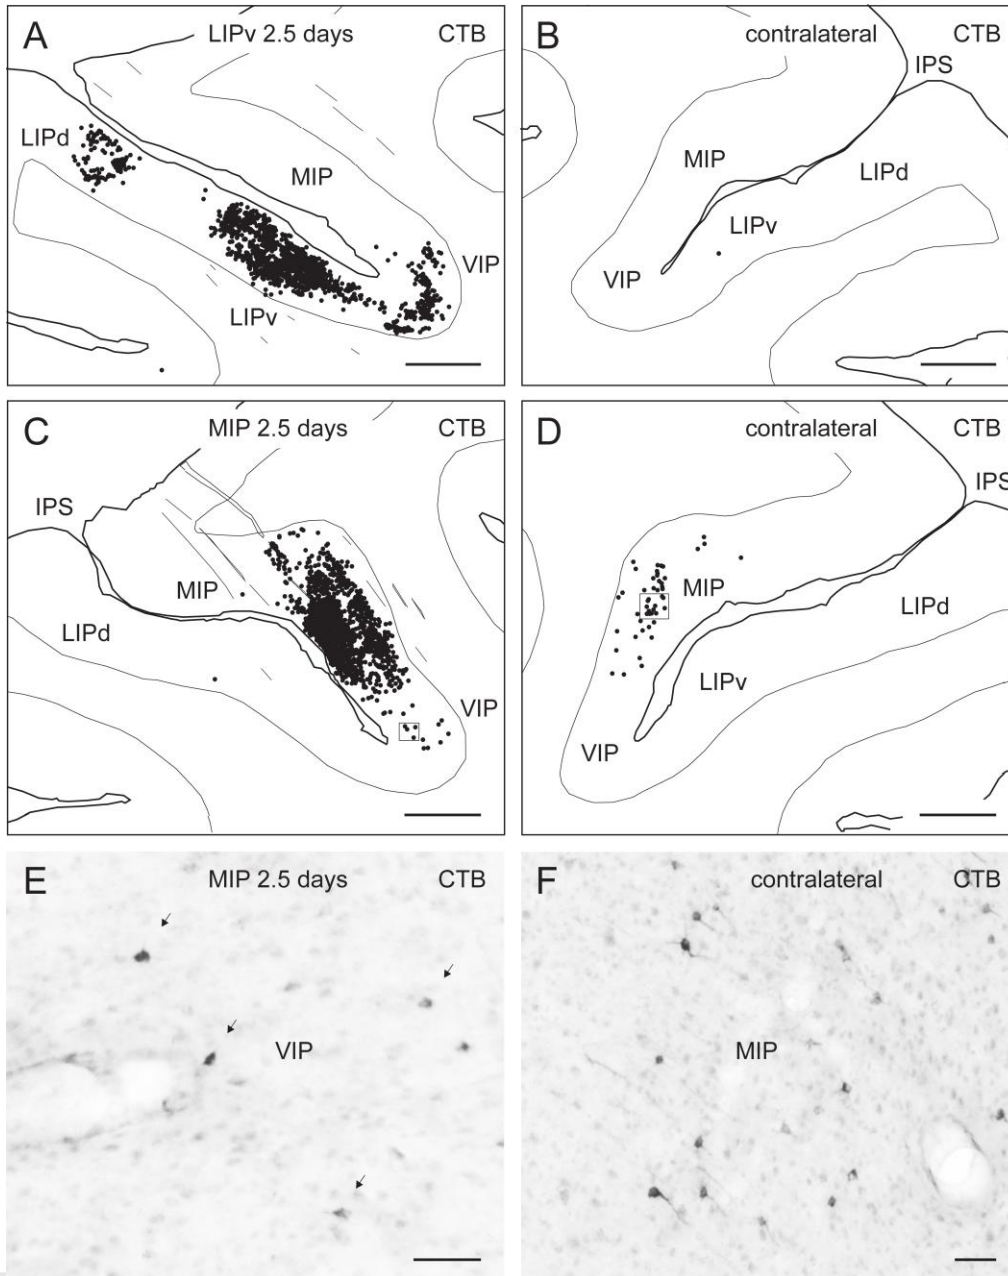 A LIPv 2.5 days CTB
LIPd
MIP
VIP
LIPv
B contralateral CTB
IPS
MIP
LIPd
LIPv
VIP
C MIP 2.5 days CTB
IPS
MIP
LIPd
VIP
D contralateral CTB
IPS
MIP
LIPd
LIPv
VIP
E MIP 2.5 days CTB
VIP
F contralateral CTB
MIP